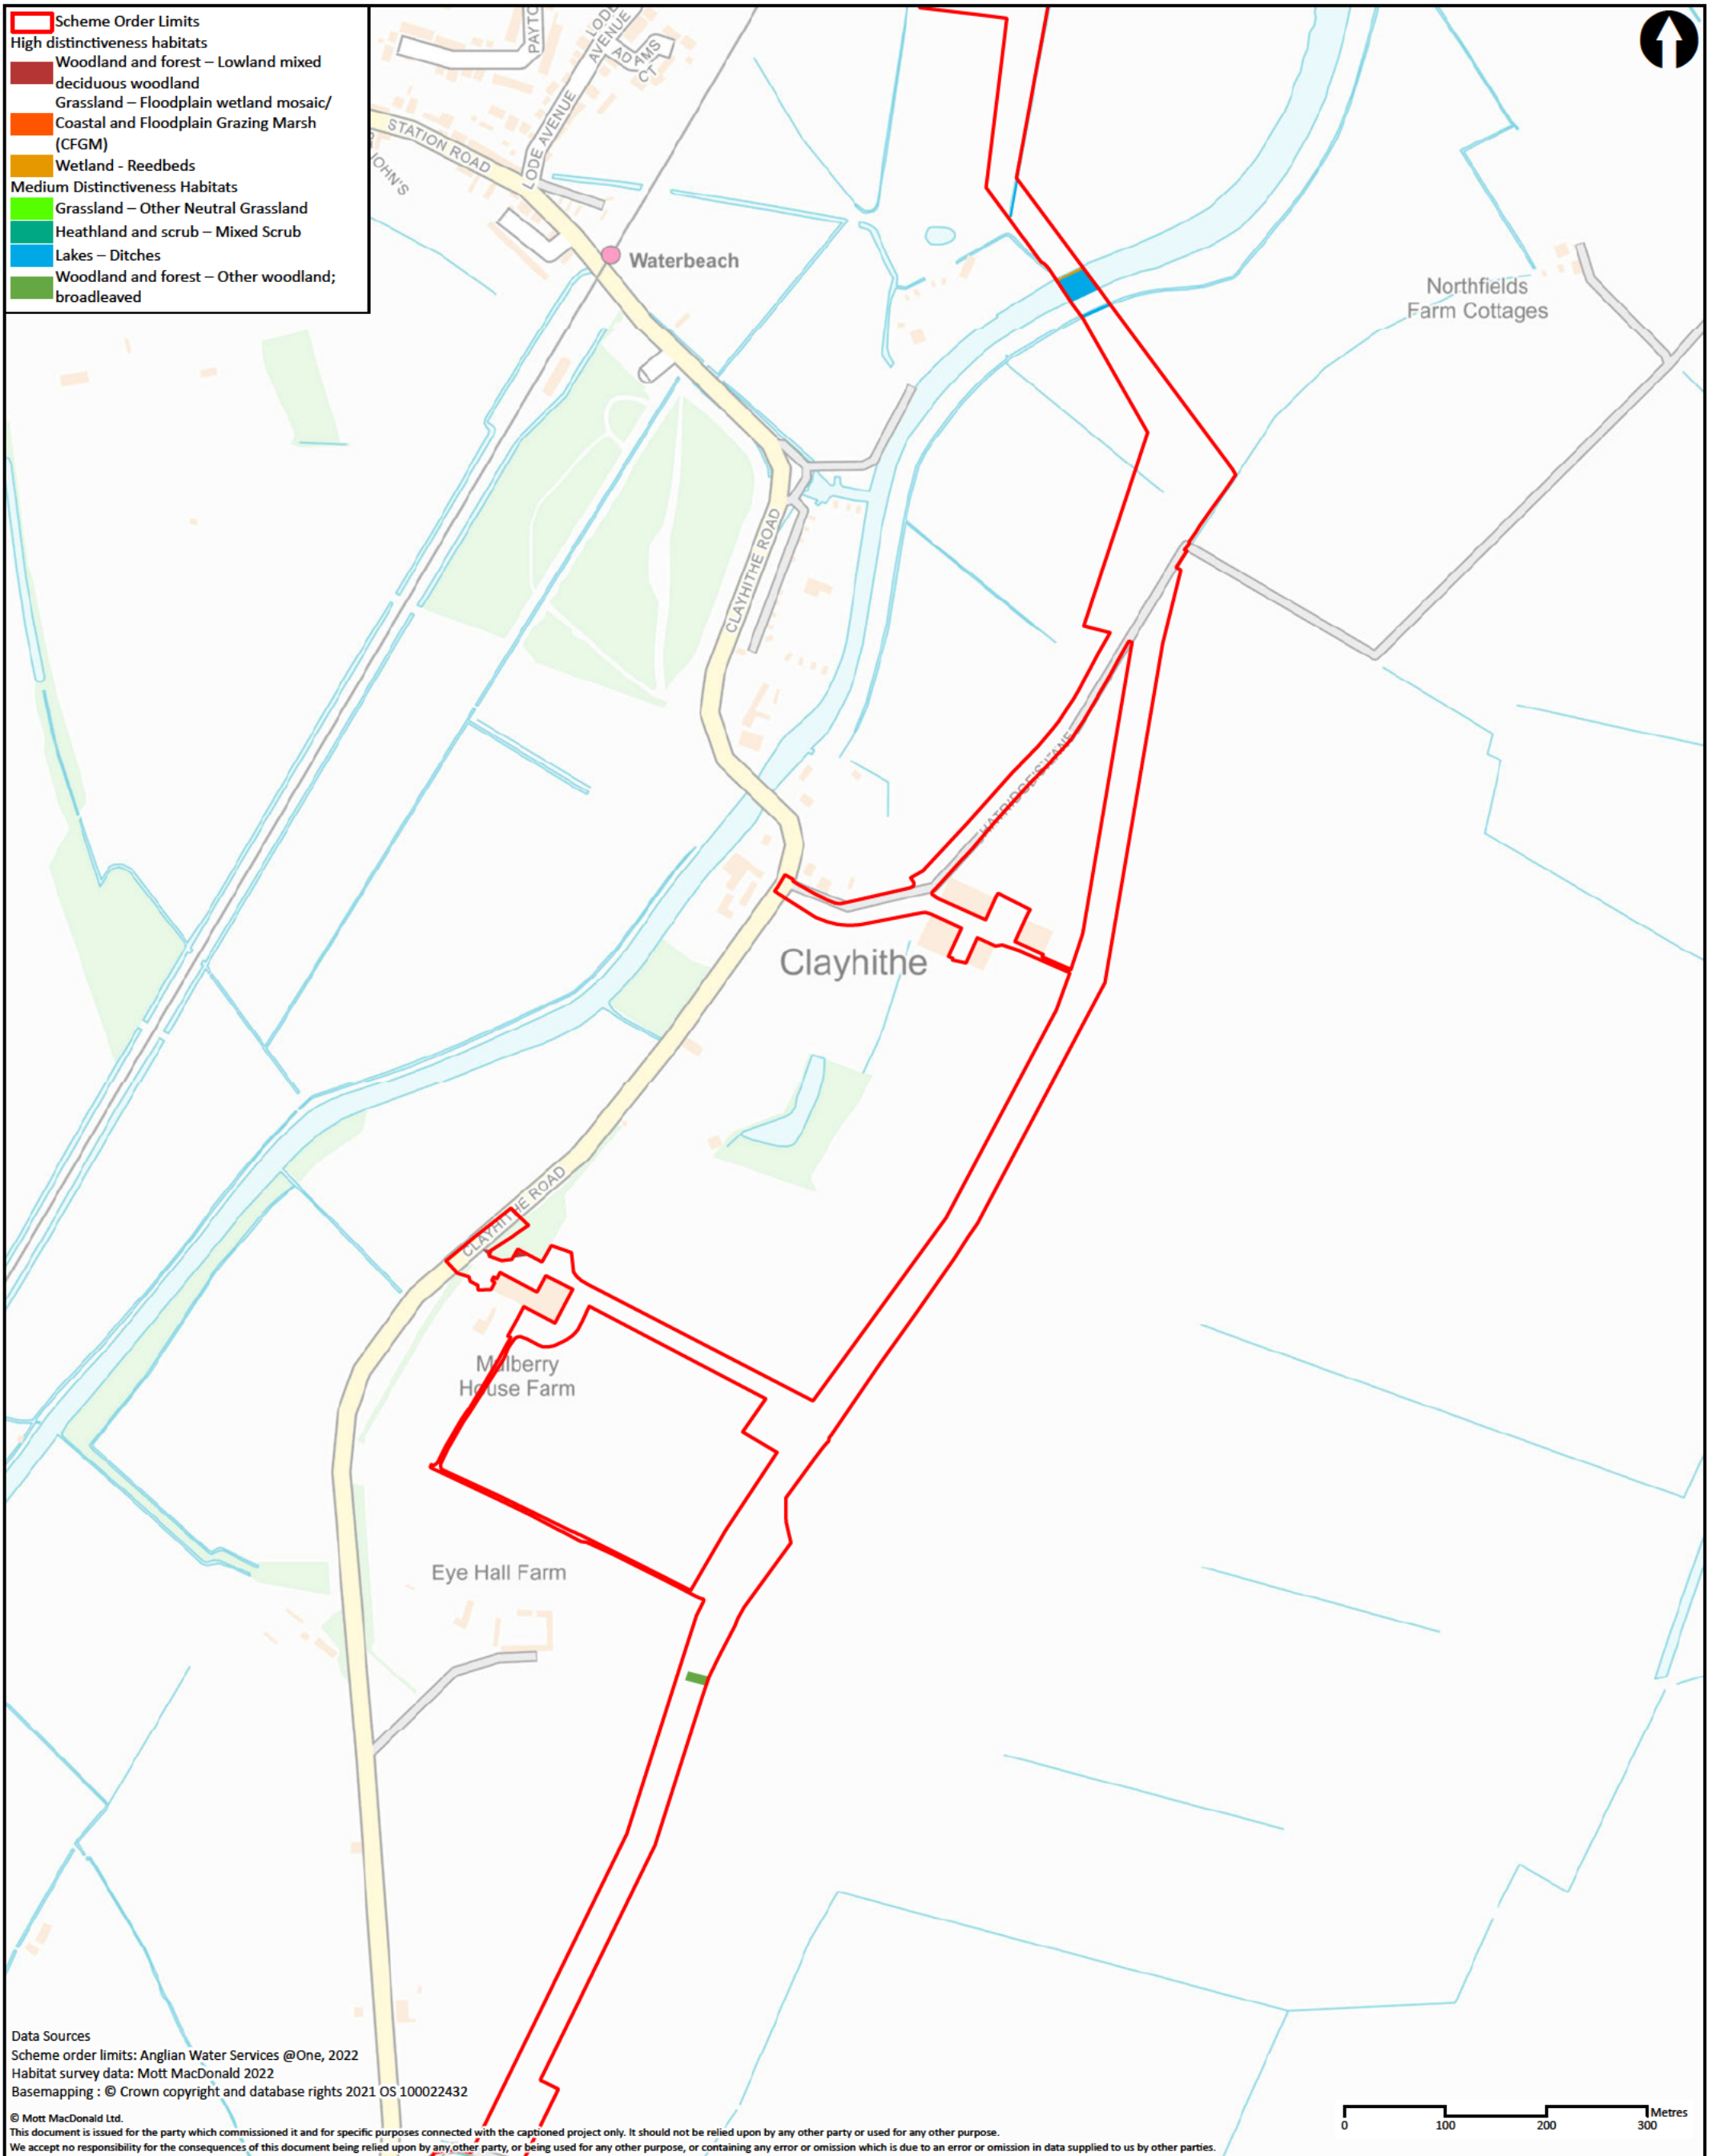 Scheme Order Limits
High distinctiveness habitats
Woodland and forest – Lowland mixed
deciduous woodland
Grassland – Floodplain wetland mosaic/
Coastal and Floodplain Grazing Marsh
(CFGM)
Wetland - Reedbeds
Medium Distinctiveness Habitats
Grassland – Other Neutral Grassland
Heathland and scrub – Mixed Scrub
Lakes – Ditches
Woodland and forest – Other woodland;
broadleaved
LODE
AVENUE
ADAMS
CT
STATION ROAD
LODE AVENUE
Waterbeach
Northfields
Farm Cottages
CLAYHITHE ROAD
Clayhithe
CLAYHITHE ROAD
Mulberry
House Farm
Eye Hall Farm
Data Sources
Scheme order limits: Anglian Water Services @One, 2022
Habitat survey data: Mott MacDonald 2022
Basemapping : © Crown copyright and database rights 2021 OS 100022432
© Mott MacDonald Ltd.
This document is issued for the party which commissioned it and for specific purposes connected with the captioned project only. It should not be relied upon by any other party or used for any other purpose.
We accept no responsibility for the consequences of this document being relied upon by any other party, or being used for any other purpose, or containing any error or omission which is due to an error or omission in data supplied to us by other parties.
Metres
0 100 200 300